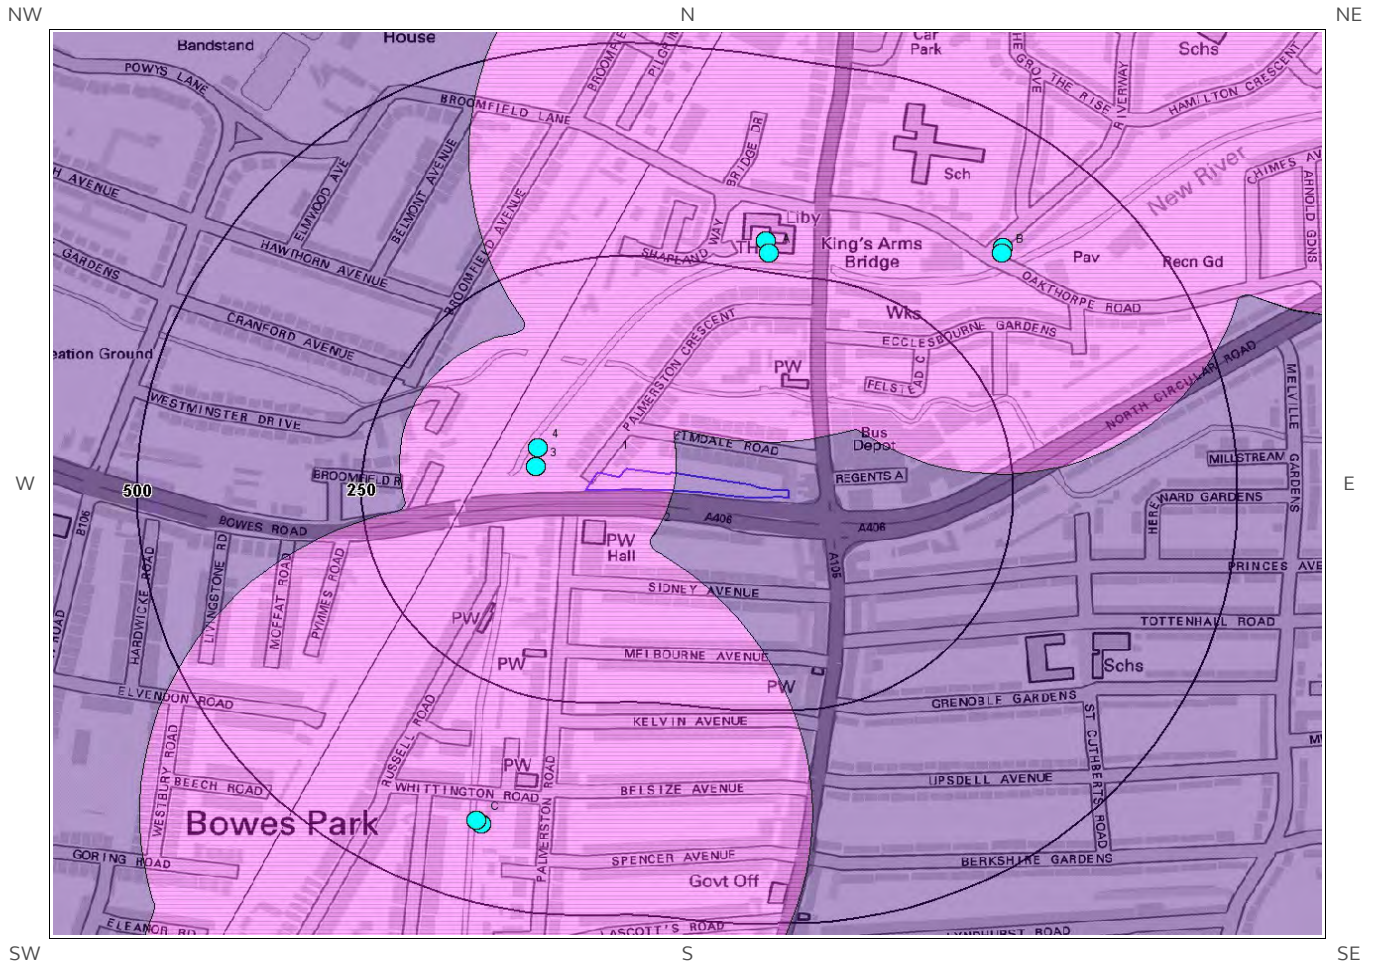 NW
N
NE
Bandstand
House
Car
Park
Schs
POWYS LANE
BROOMFIELD LANE
THE RISE
RIVERWAY
HAMILTON CRESCENT
GROVE
BRIDGE DR
Sch
New River
CHIMES AV
ARNOLD GDNS
H AVENUE
ELMWOOD AVE
BELMONT AVENUE
BROOMFIELD AVENUE
HAWTHORN AVENUE
GARDENS
SHAPLAND WAY
Liby
TH
King's Arms
Bridge
B
Pav
Recn Gd
OAKTHORPE ROAD
CRANFORD AVENUE
eation Ground
PALMERSTON CRESCENT
Wks
ECCLESBOURNE GARDENS
PW
FELSTEAD C
NORTH CIRCULAR ROAD
MELVILLE GARDENS
WESTMINSTER DRIVE
4
3
1
ELMDALE ROAD
Bus
Depot
REGENTS A
MILLSTREAM
WARD GARDENS
HERE
W
500
250
BROOMFIELD R
E
B106
BOWES ROAD
2
A406
A406
A105
PW
Hall
HARDWICKE ROAD
LIVINGSTONE RD
MOFFAT ROAD
PYMMES ROAD
ROAD
SIDNEY AVENUE
PRINCES AVE
TOTTENHALL ROAD
PW
PW
MELBOURNE AVENUE
PW
Schs
ELVENDON ROAD
KELVIN AVENUE
GRENOBLE GARDENS
ST CUTHBERTS ROAD
RUSSELL ROAD
WESTBURY ROAD
BEECH ROAD
PW
WHITTINGTON ROAD
BELSIZE AVENUE
UPSDELL AVENUE
Bowes Park
C
PALMERSTON ROAD
GORING ROAD
SPENCER AVENUE
BERKSHIRE GARDENS
Govt Off
ELEANOR RD
ASCOTT'S ROAD
LYNDHURST ROAD
SW
S
SE